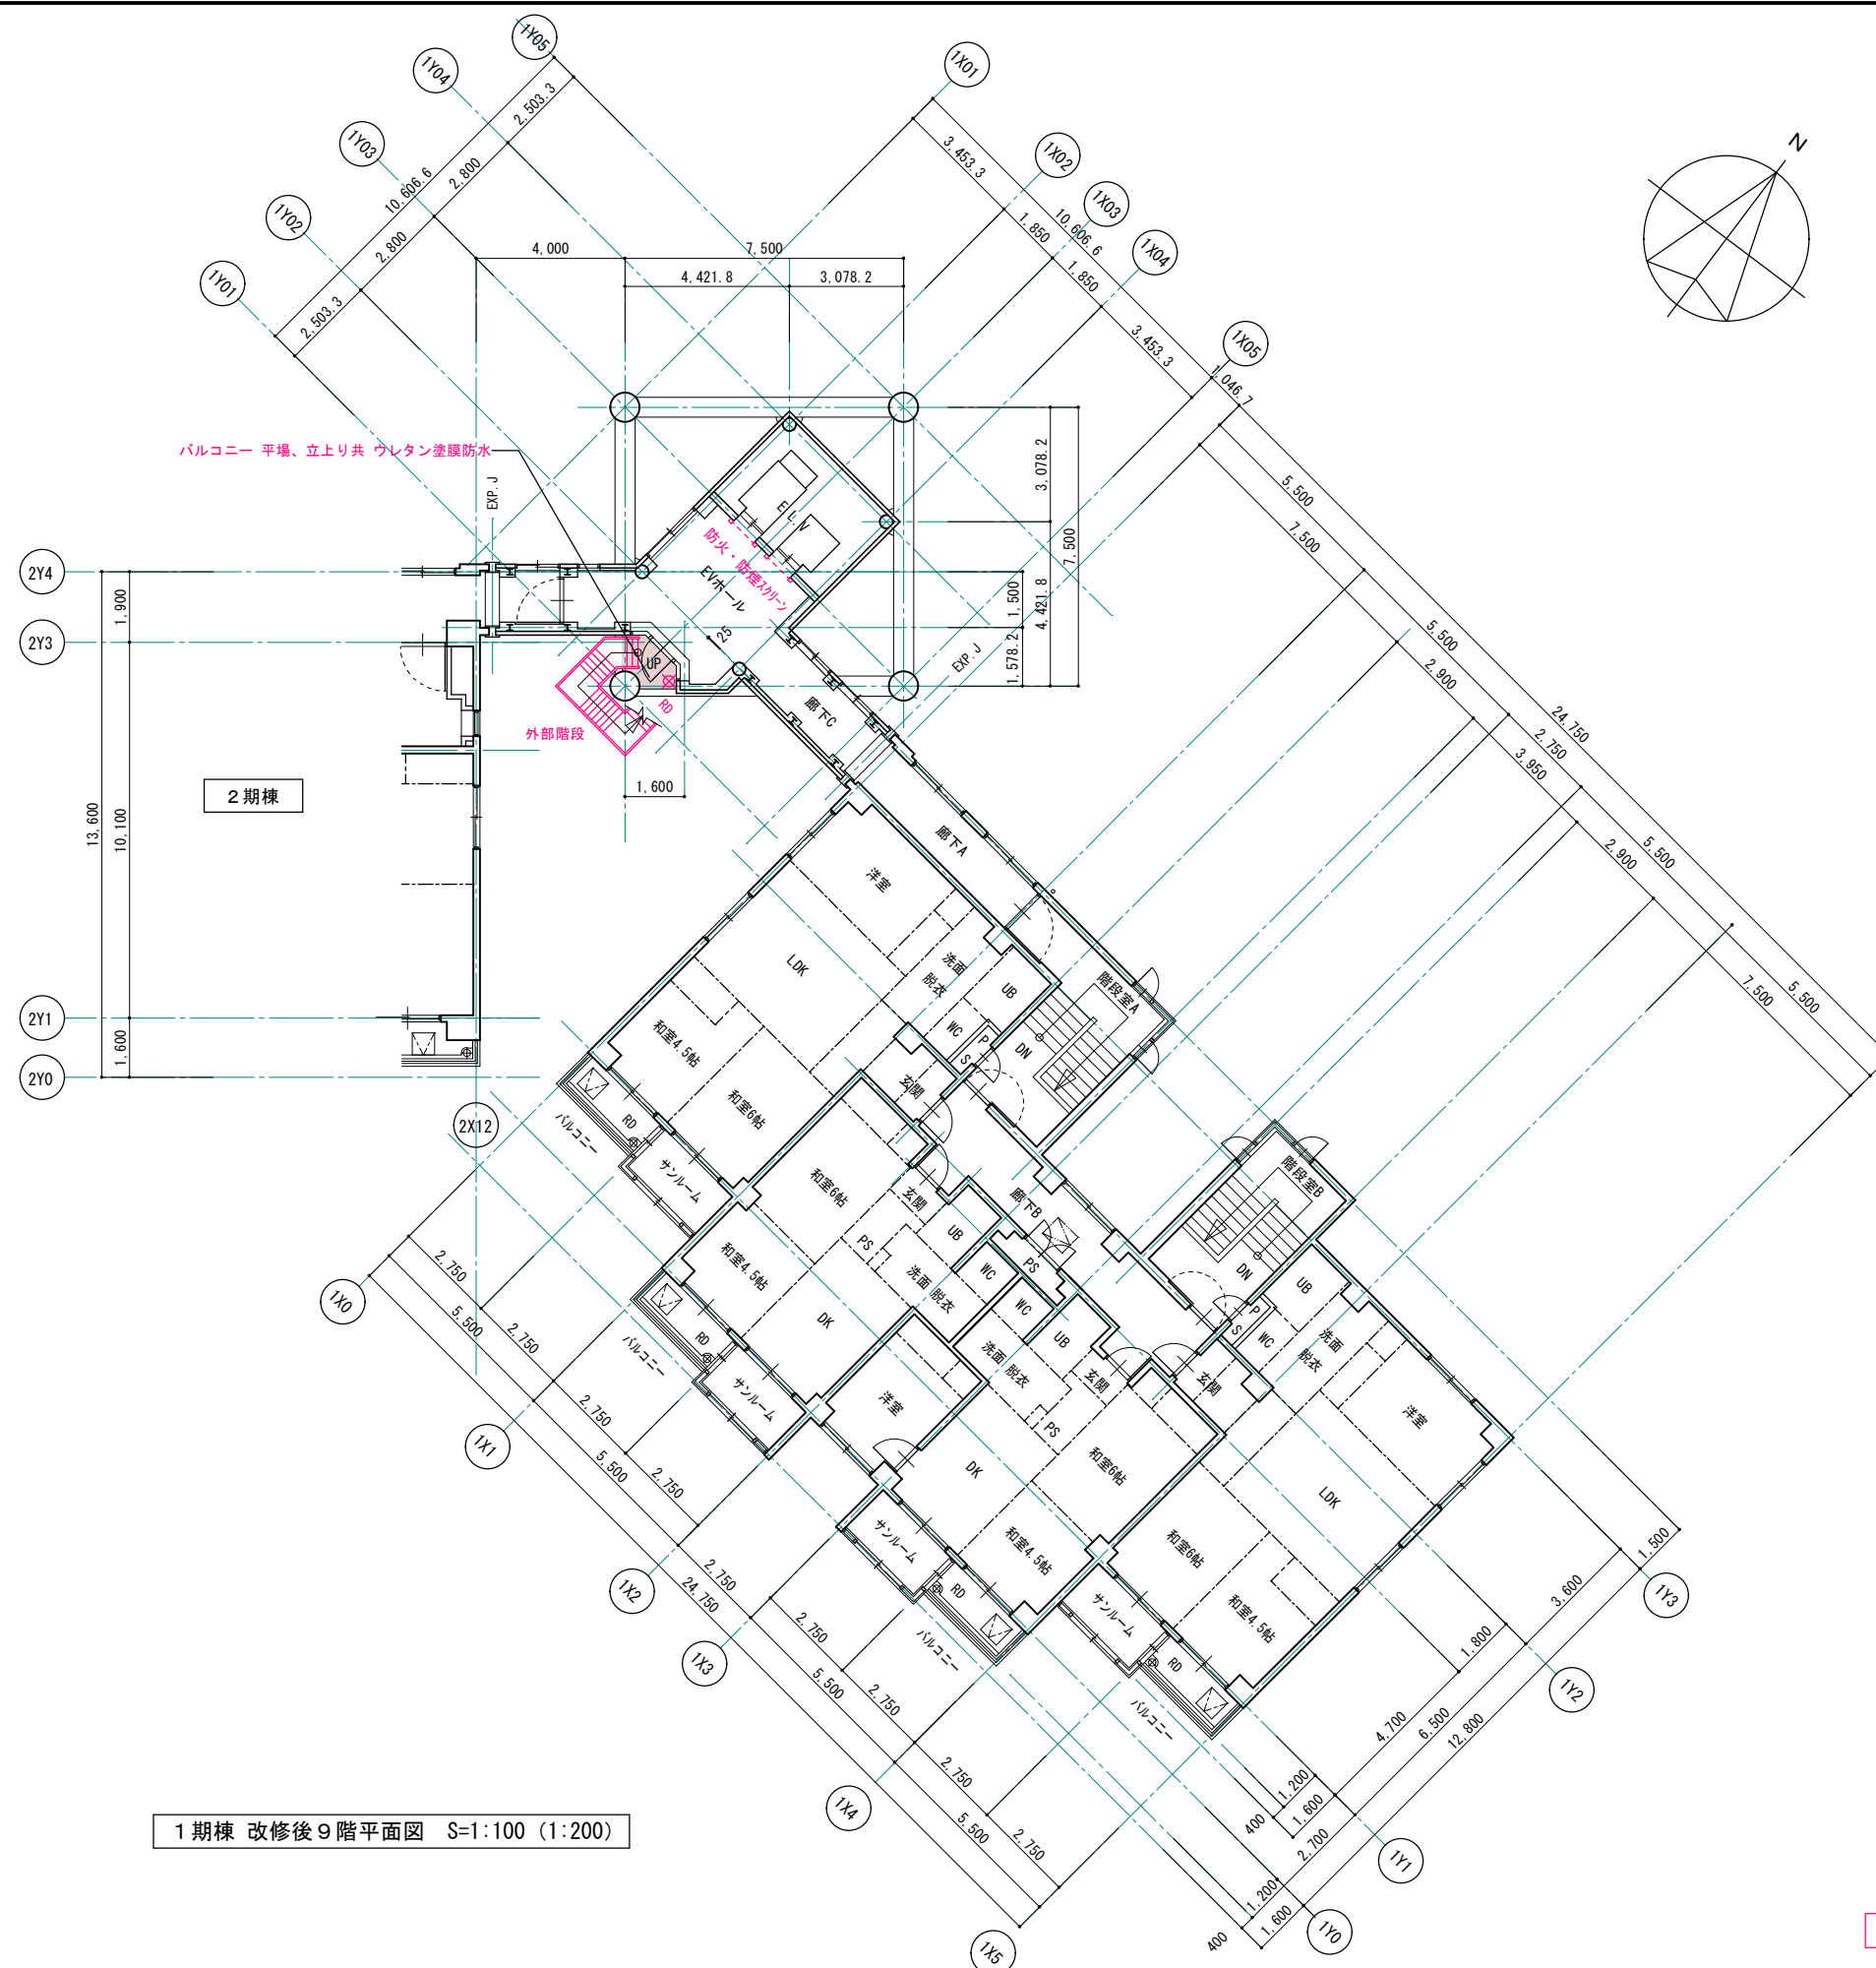 1Y05
1Y04
1Y03
1Y02
1Y01
1X01
1X02
1X03
1X04
1X05
N
10,606.6
2,503.3
2,800
2,800
2,503.3
4,000
7,500
4,421.8
3,078.2
3,453.3
1,850
10,606.6
1,850
3,453.3
1,046.7
バルコニー 平場、立上り共 ウレタン塗膜防水
EXP.J
ELV
防火・防煙スクリーン
EVホール
3,078.2
7,500
1,500
4,421.8
1,578.2
25
EXP.J
UP
RD
外部階段
廊下C
1,600
2Y4
2Y3
2Y1
2Y0
2X12
1,900
13,600
10,100
1,600
2期棟
5,500
7,500
5,500
2,900
24,750
2,750
3,950
5,500
2,900
5,500
7,500
廊下A
洋室
LDK
洗面
脱衣
UB
WC
P
S
階段室A
DN
和室4.5帖
和室6帖
玄関
バルコニー
RD
サンルーム
和室6帖
玄関
UB
PS
廊下B
PS
和室4.5帖
洗面
脱衣
WC
WC
DK
バルコニー
RD
サンルーム
階段室B
DN
UB
P
S
WC
洗面
脱衣
玄関
洋室
LDK
UB
洗面
脱衣
玄関
PS
洋室
DK
和室6帖
和室4.5帖
サンルーム
RD
バルコニー
和室6帖
和室4.5帖
サンルーム
RD
バルコニー
1X0
1X1
1X2
1X3
1X4
1X5
2,750
5,500
2,750
2,750
5,500
2,750
2,750
24,750
2,750
5,500
2,750
2,750
5,500
2,750
1,500
3,600
1,800
4,700
6,500
12,800
1,200
1,600
400
2,700
1,200
1,600
400
1Y3
1Y2
1Y1
1Y0
1期棟 改修後9階平面図 S=1:100 (1:200)